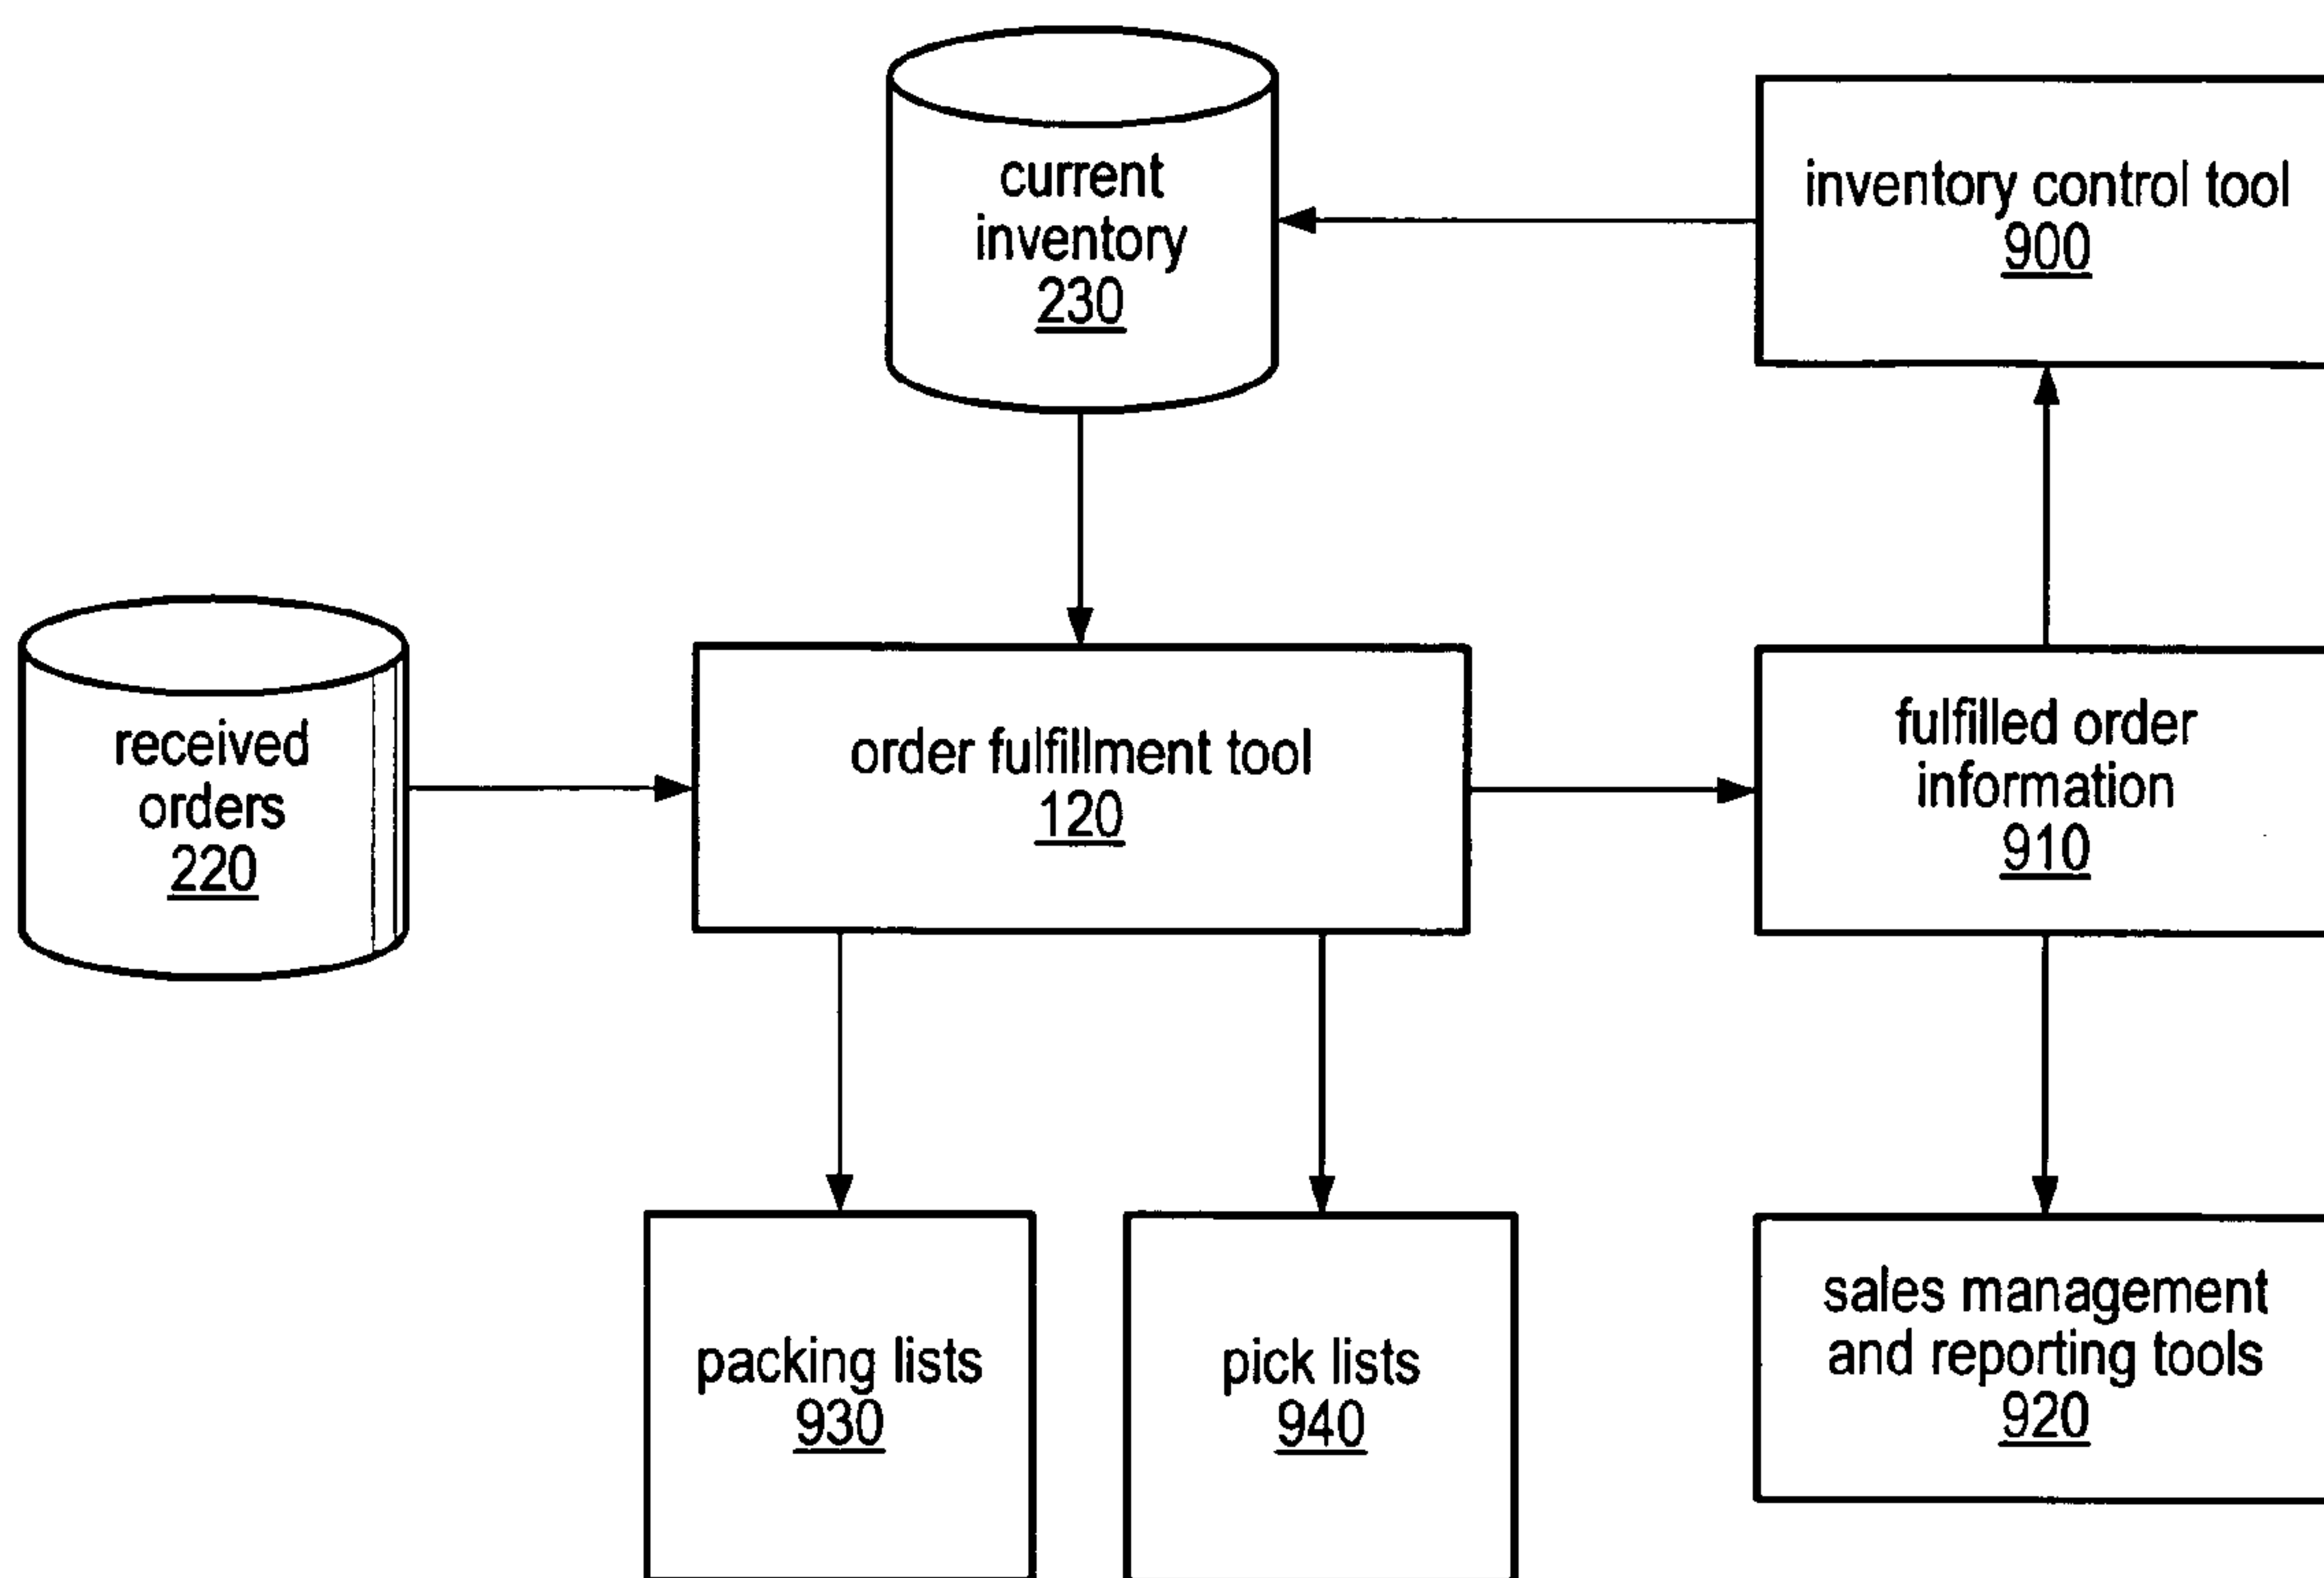 current
inventory
230
inventory control tool
900
received
orders
220
order fulfillment tool
120
fulfilled order
information
910
packing lists
930
pick lists
940
sales management
and reporting tools
920